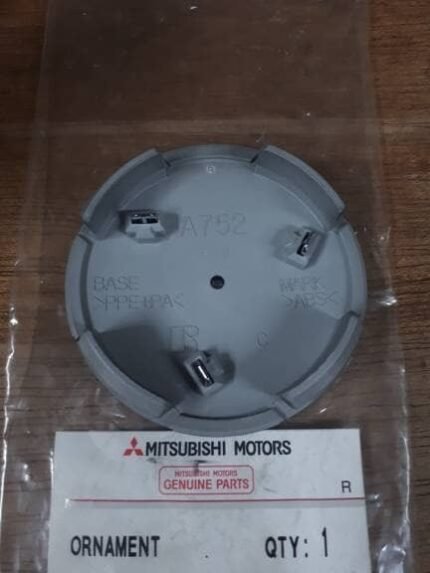 A752
BASE
>PPE+PA<
MARK
>ABS<
C
MITSUBISHI MOTORS
MITSUBISHI MOTORS
GENUINE PARTS
R
ORNAMENT QTY: 1